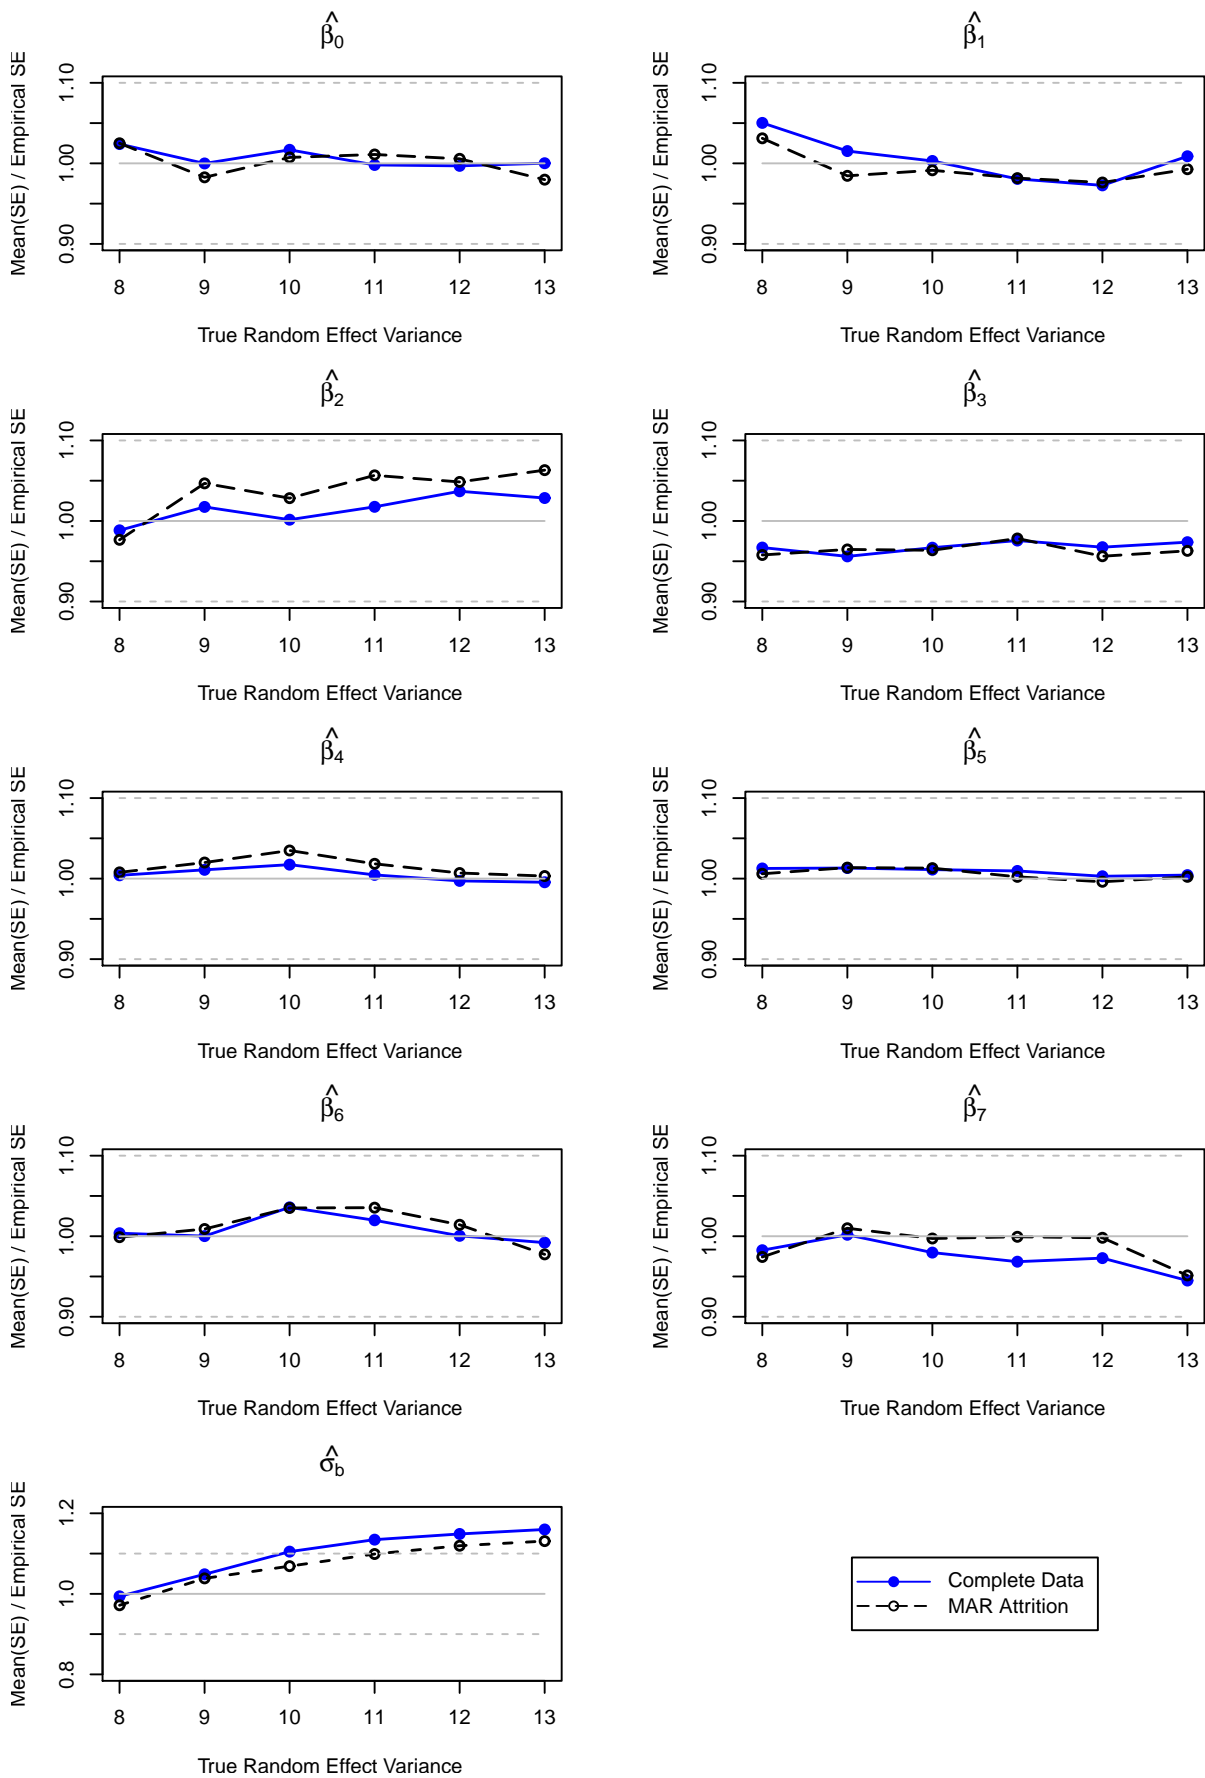 β̂0
Mean(SE) / Empirical SE
1.10
1.00
0.90
8 9 10 11 12 13
True Random Effect Variance
β̂1
Mean(SE) / Empirical SE
1.10
1.00
0.90
8 9 10 11 12 13
True Random Effect Variance
β̂2
Mean(SE) / Empirical SE
1.10
1.00
0.90
8 9 10 11 12 13
True Random Effect Variance
β̂3
Mean(SE) / Empirical SE
1.10
1.00
0.90
8 9 10 11 12 13
True Random Effect Variance
β̂4
Mean(SE) / Empirical SE
1.10
1.00
0.90
8 9 10 11 12 13
True Random Effect Variance
β̂5
Mean(SE) / Empirical SE
1.10
1.00
0.90
8 9 10 11 12 13
True Random Effect Variance
β̂6
Mean(SE) / Empirical SE
1.10
1.00
0.90
8 9 10 11 12 13
True Random Effect Variance
β̂7
Mean(SE) / Empirical SE
1.10
1.00
0.90
8 9 10 11 12 13
True Random Effect Variance
σ̂b
Mean(SE) / Empirical SE
1.2
1.0
0.8
8 9 10 11 12 13
True Random Effect Variance
Complete Data
MAR Attrition